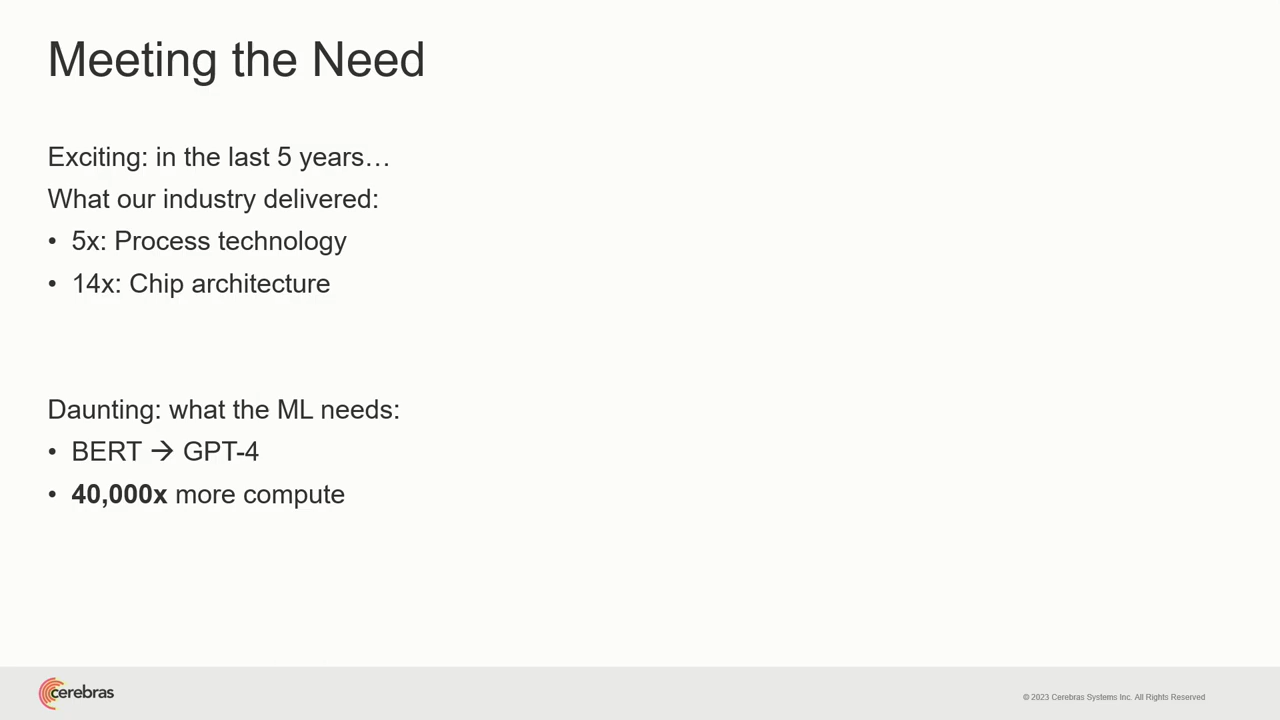 Meeting the Need
Exciting: in the last 5 years…
What our industry delivered:
• 5x: Process technology
• 14x: Chip architecture
Daunting: what the ML needs:
• BERT → GPT-4
• 40,000x more compute
cerebras
© 2023 Cerebras Systems Inc. All Rights Reserved